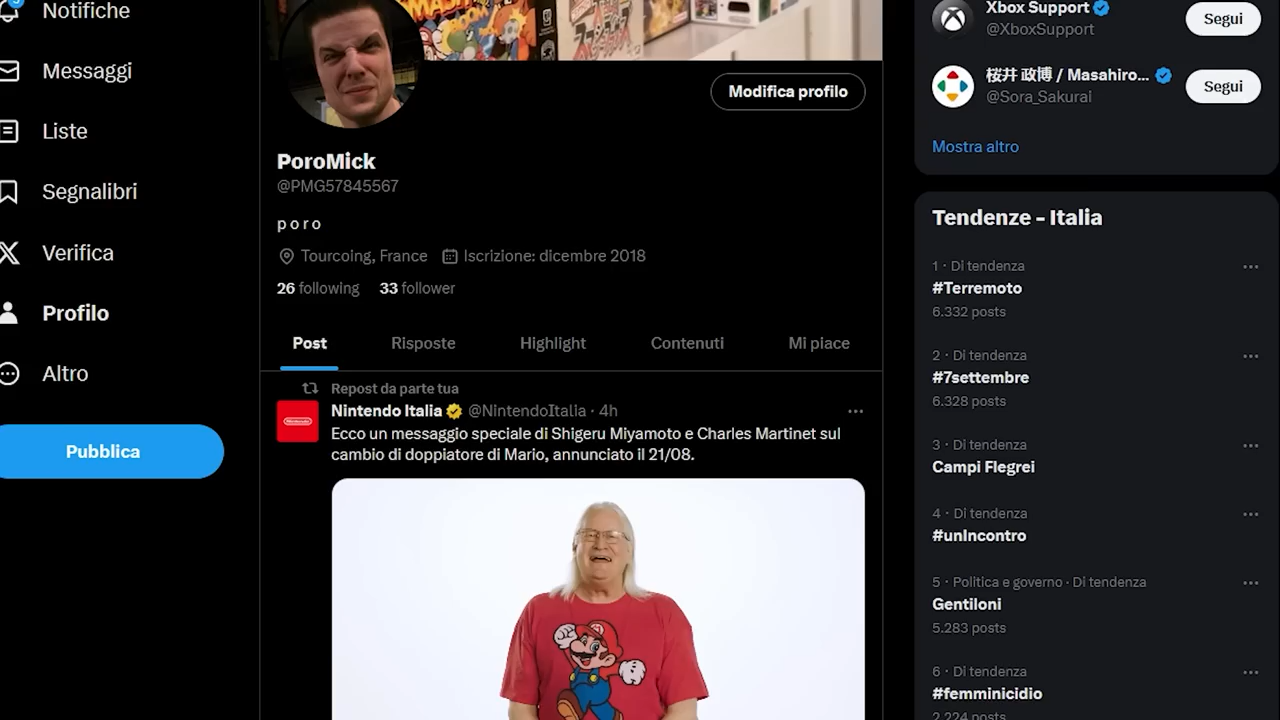 Notifiche
Messaggi
Liste
Segnalibri
Verifica
Profilo
Altro
Pubblica
Modifica profilo
PoroMick
@PMG57845567
p o r o
Tourcoing, France Iscrizione: dicembre 2018
26 following 33 follower
Post Risposte Highlight Contenuti Mi piace
Repost da parte tua
Nintendo Italia @NintendoItalia · 4h
Ecco un messaggio speciale di Shigeru Miyamoto e Charles Martinet sul
cambio di doppiatore di Mario, annunciato il 21/08.
Xbox Support
@XboxSupport
Segui
桜井 政博 / Masahiro...
@Sora_Sakurai
Segui
Mostra altro
Tendenze - Italia
1 · Di tendenza
#Terremoto
6.332 posts
2 · Di tendenza
#7settembre
6.328 posts
3 · Di tendenza
Campi Flegrei
4 · Di tendenza
#unIncontro
5 · Politica e governo · Di tendenza
Gentiloni
5.283 posts
6 · Di tendenza
#femminicidio
2.224 posts